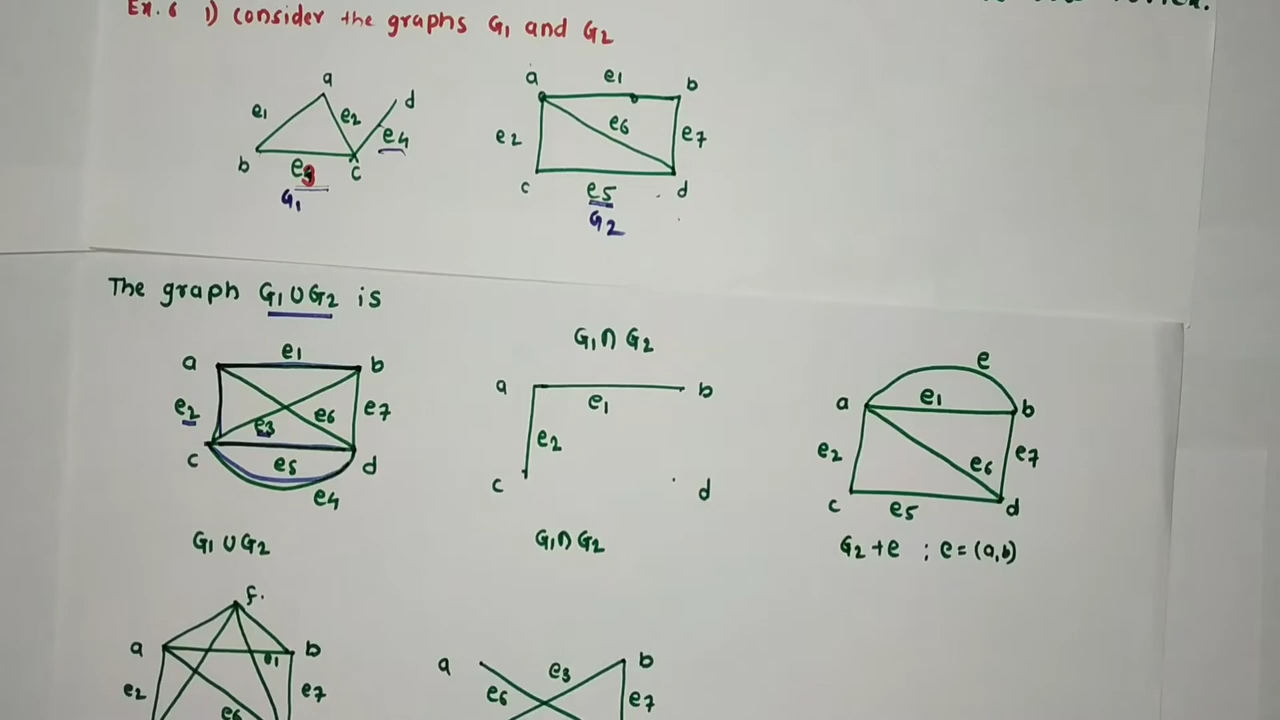 Ex. 6 1) consider the graphs G1 and G2
a
e1
e2
d
e4
b
e3
c
G1
a
e1
b
e2
e6
e7
c
e5
d
G2
The graph G1 ∪ G2 is
a
e1
b
e2
e3
e6
e7
c
e5
d
e4
G1 ∪ G2
G1 ∩ G2
a
b
e1
e2
c
d
G1 ∩ G2
e
a
e1
b
e2
e6
e7
c
e5
d
G2 + e ; e = (a,b)
f.
a
e1
b
e2
e7
e6
a
e3
b
e6
e7